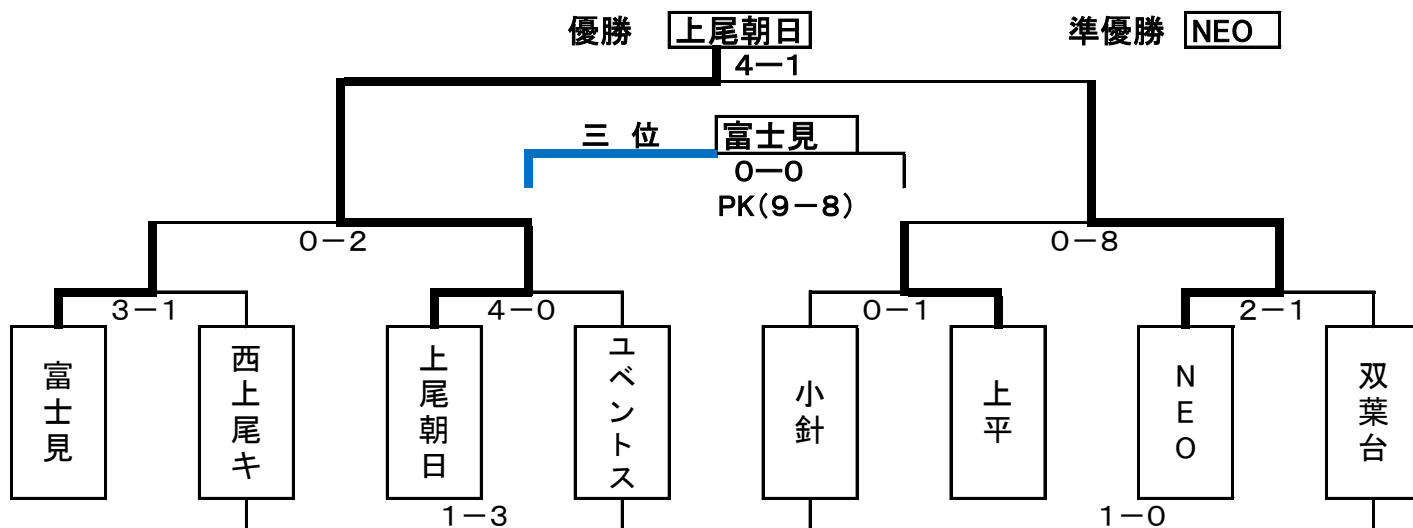 優勝 上尾朝日 準優勝 NEO
4ー1
三 位 富士見
0ー0
PK(9－8)
0－2 0－8
3－1 4－0 0－1 2－1
富士見
西上尾キ
上尾朝日
ユベントス
小針
上平
NEO
双葉台
1－3 1－0